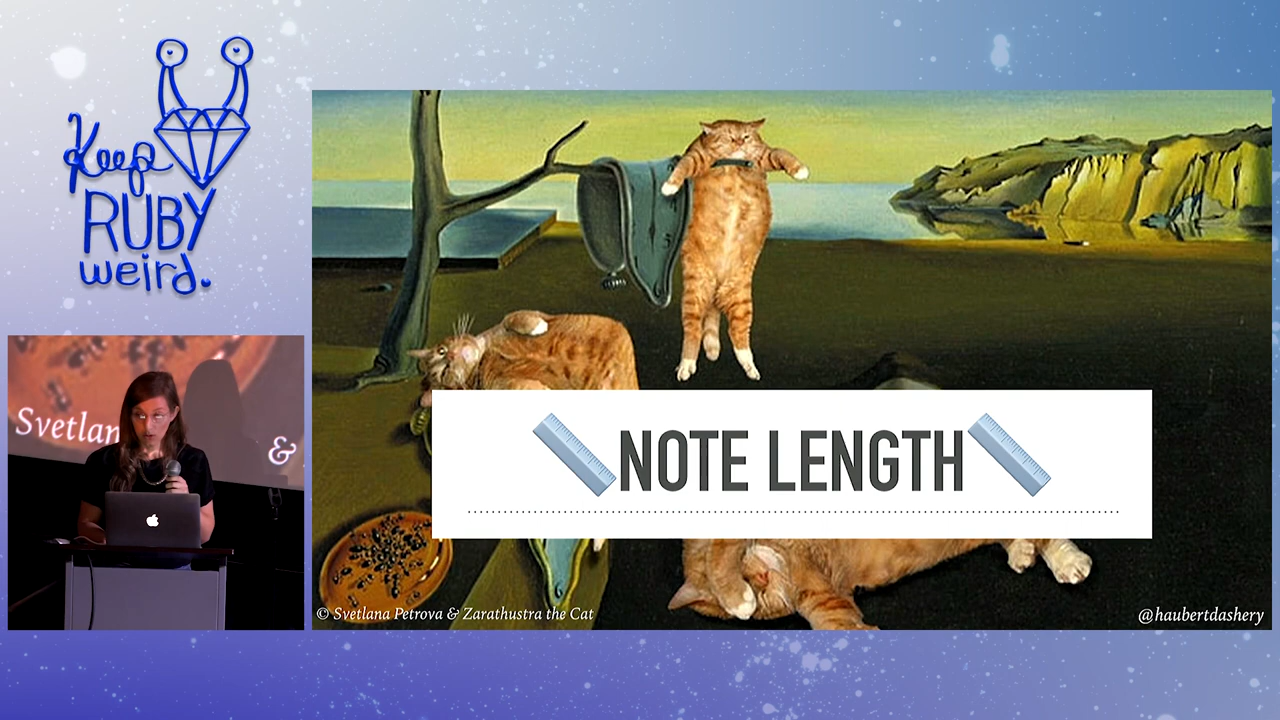 Keep
RUBY
weird.
Svetlan
&
NOTE LENGTH
© Svetlana Petrova & Zarathustra the Cat
@haubertdashery